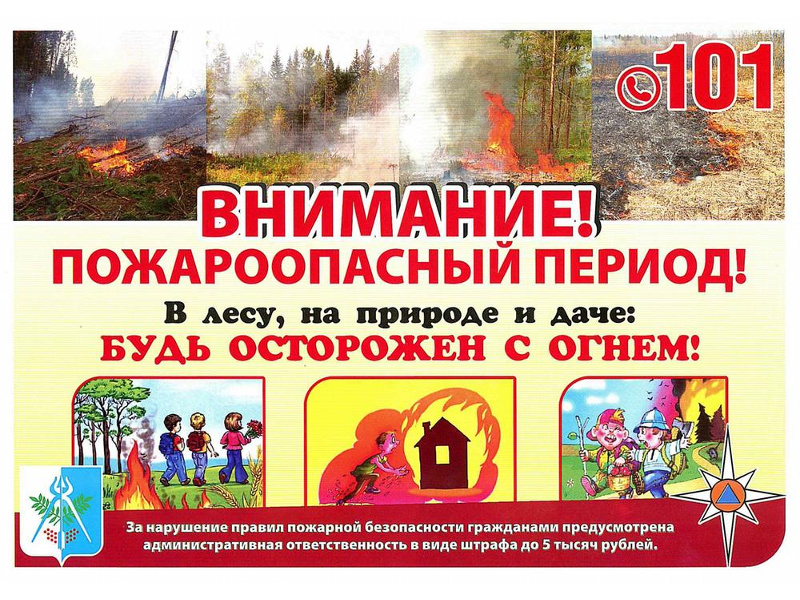 101
ВНИМАНИЕ!
ПОЖАРООПАСНЫЙ ПЕРИОД!
В лесу, на природе и даче:
БУДЬ ОСТОРОЖЕН С ОГНЕМ!
За нарушение правил пожарной безопасности гражданами предусмотрена
административная ответственность в виде штрафа до 5 тысяч рублей.